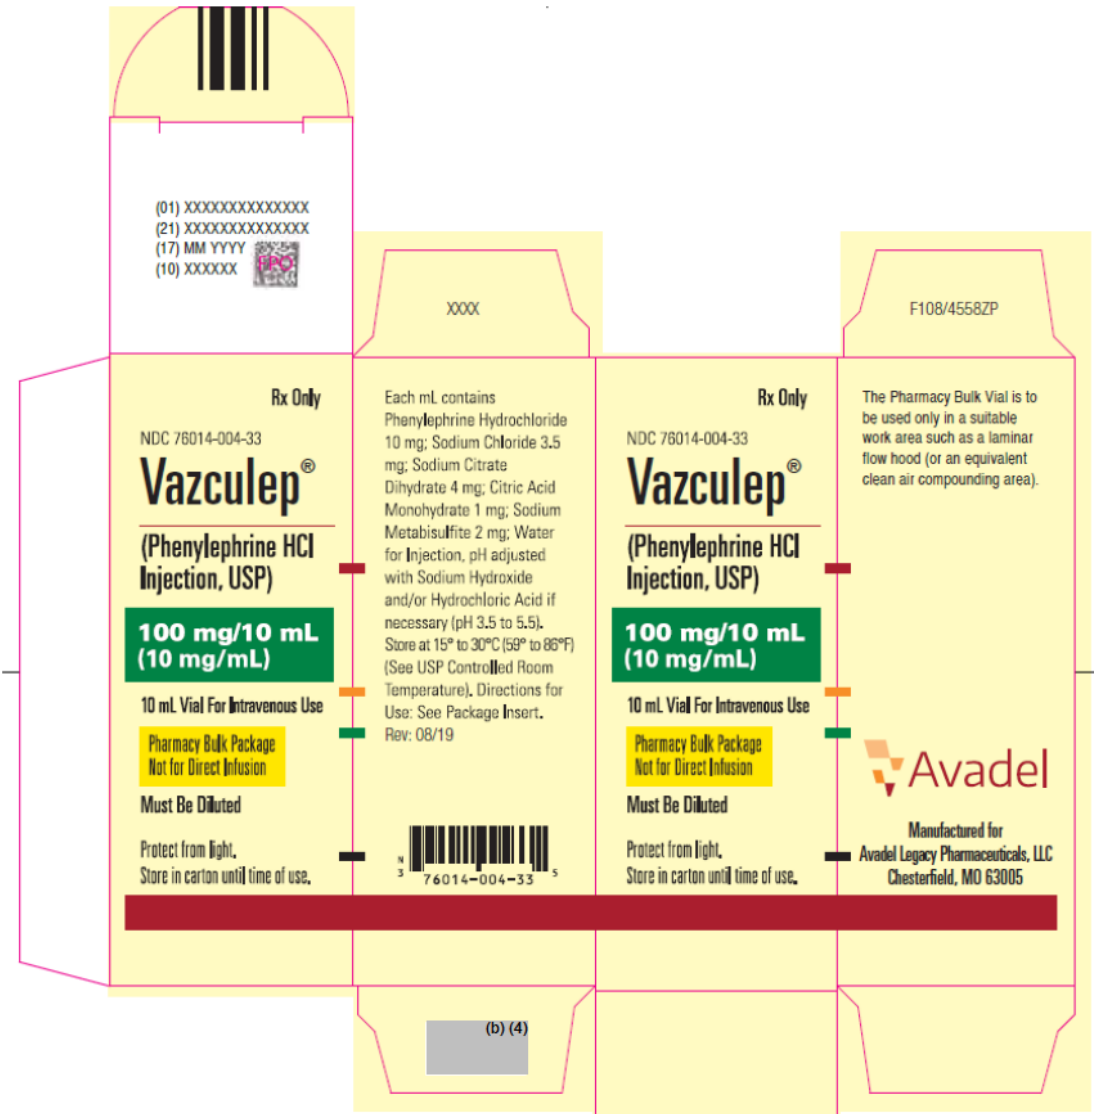 (01) XXXXXXXXXXXXXX
(21) XXXXXXXXXXXXXX
(17) MM YYYY
(10) XXXXXX
FPO
XXXX
F108/4558ZP
Rx Only
NDC 76014-004-33
Vazculep®
(Phenylephrine HCl
Injection, USP)
100 mg/10 mL
(10 mg/mL)
10 mL Vial For Intravenous Use
Pharmacy Bulk Package
Not for Direct Infusion
Must Be Diluted
Protect from light.
Store in carton until time of use.
Each mL contains
Phenylephrine Hydrochloride
10 mg; Sodium Chloride 3.5
mg; Sodium Citrate
Dihydrate 4 mg; Citric Acid
Monohydrate 1 mg; Sodium
Metabisulfite 2 mg; Water
for Injection, pH adjusted
with Sodium Hydroxide
and/or Hydrochloric Acid if
necessary (pH 3.5 to 5.5).
Store at 15° to 30°C (59° to 86°F)
(See USP Controlled Room
Temperature). Directions for
Use: See Package Insert.
Rev: 08/19
N
3 76014-004-33 5
Rx Only
NDC 76014-004-33
Vazculep®
(Phenylephrine HCl
Injection, USP)
100 mg/10 mL
(10 mg/mL)
10 mL Vial For Intravenous Use
Pharmacy Bulk Package
Not for Direct Infusion
Must Be Diluted
Protect from light.
Store in carton until time of use.
The Pharmacy Bulk Vial is to
be used only in a suitable
work area such as a laminar
flow hood (or an equivalent
clean air compounding area).
Avadel
Manufactured for
Avadel Legacy Pharmaceuticals, LLC
Chesterfield, MO 63005
(b) (4)